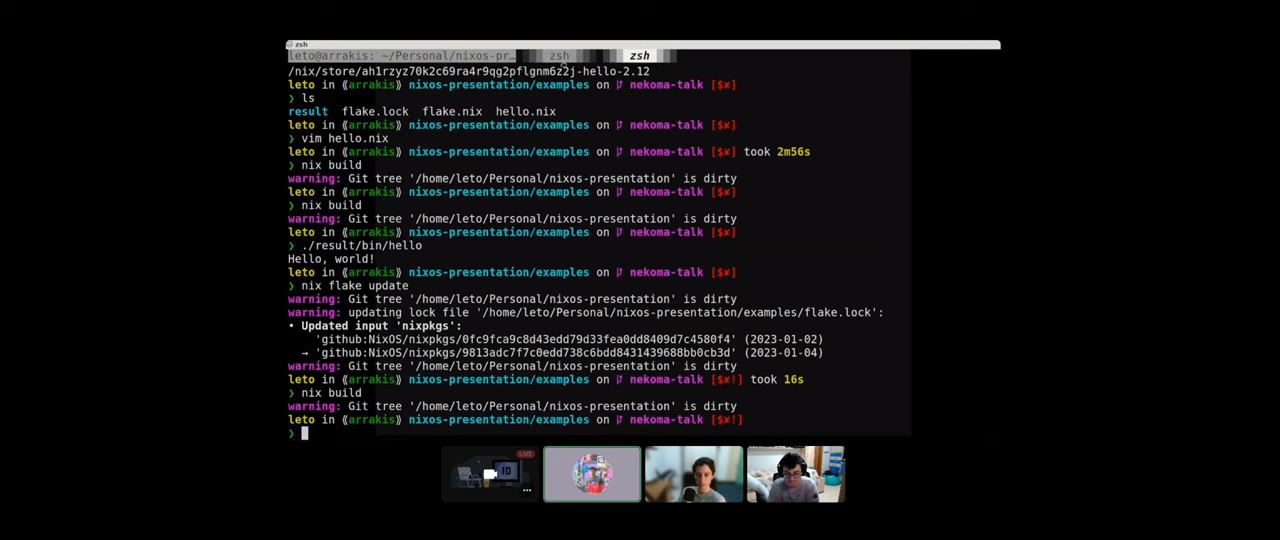 zsh
leto@arrakis: ~/Personal/nixos-pr… zsh zsh
/nix/store/ah1rzyz70k2c69ra4r9qg2pflgnm6z2j-hello-2.12
leto in ⟪arrakis⟫ nixos-presentation/examples on nekoma-talk [$✘]
❯ ls
result flake.lock flake.nix hello.nix
leto in ⟪arrakis⟫ nixos-presentation/examples on nekoma-talk [$✘]
❯ vim hello.nix
leto in ⟪arrakis⟫ nixos-presentation/examples on nekoma-talk [$✘] took 2m56s
❯ nix build
warning: Git tree '/home/leto/Personal/nixos-presentation' is dirty
leto in ⟪arrakis⟫ nixos-presentation/examples on nekoma-talk [$✘]
❯ nix build
warning: Git tree '/home/leto/Personal/nixos-presentation' is dirty
leto in ⟪arrakis⟫ nixos-presentation/examples on nekoma-talk [$✘]
❯ ./result/bin/hello
Hello, world!
leto in ⟪arrakis⟫ nixos-presentation/examples on nekoma-talk [$✘]
❯ nix flake update
warning: Git tree '/home/leto/Personal/nixos-presentation' is dirty
warning: updating lock file '/home/leto/Personal/nixos-presentation/examples/flake.lock':
• Updated input 'nixpkgs':
'github:NixOS/nixpkgs/0fc9fca9c8d43edd79d33fea0dd8409d7c4580f4' (2023-01-02)
→ 'github:NixOS/nixpkgs/9813adc7f7c0edd738c6bdd8431439688bb0cb3d' (2023-01-04)
warning: Git tree '/home/leto/Personal/nixos-presentation' is dirty
leto in ⟪arrakis⟫ nixos-presentation/examples on nekoma-talk [$✘!] took 16s
❯ nix build
warning: Git tree '/home/leto/Personal/nixos-presentation' is dirty
leto in ⟪arrakis⟫ nixos-presentation/examples on nekoma-talk [$✘!]
❯
LIVE